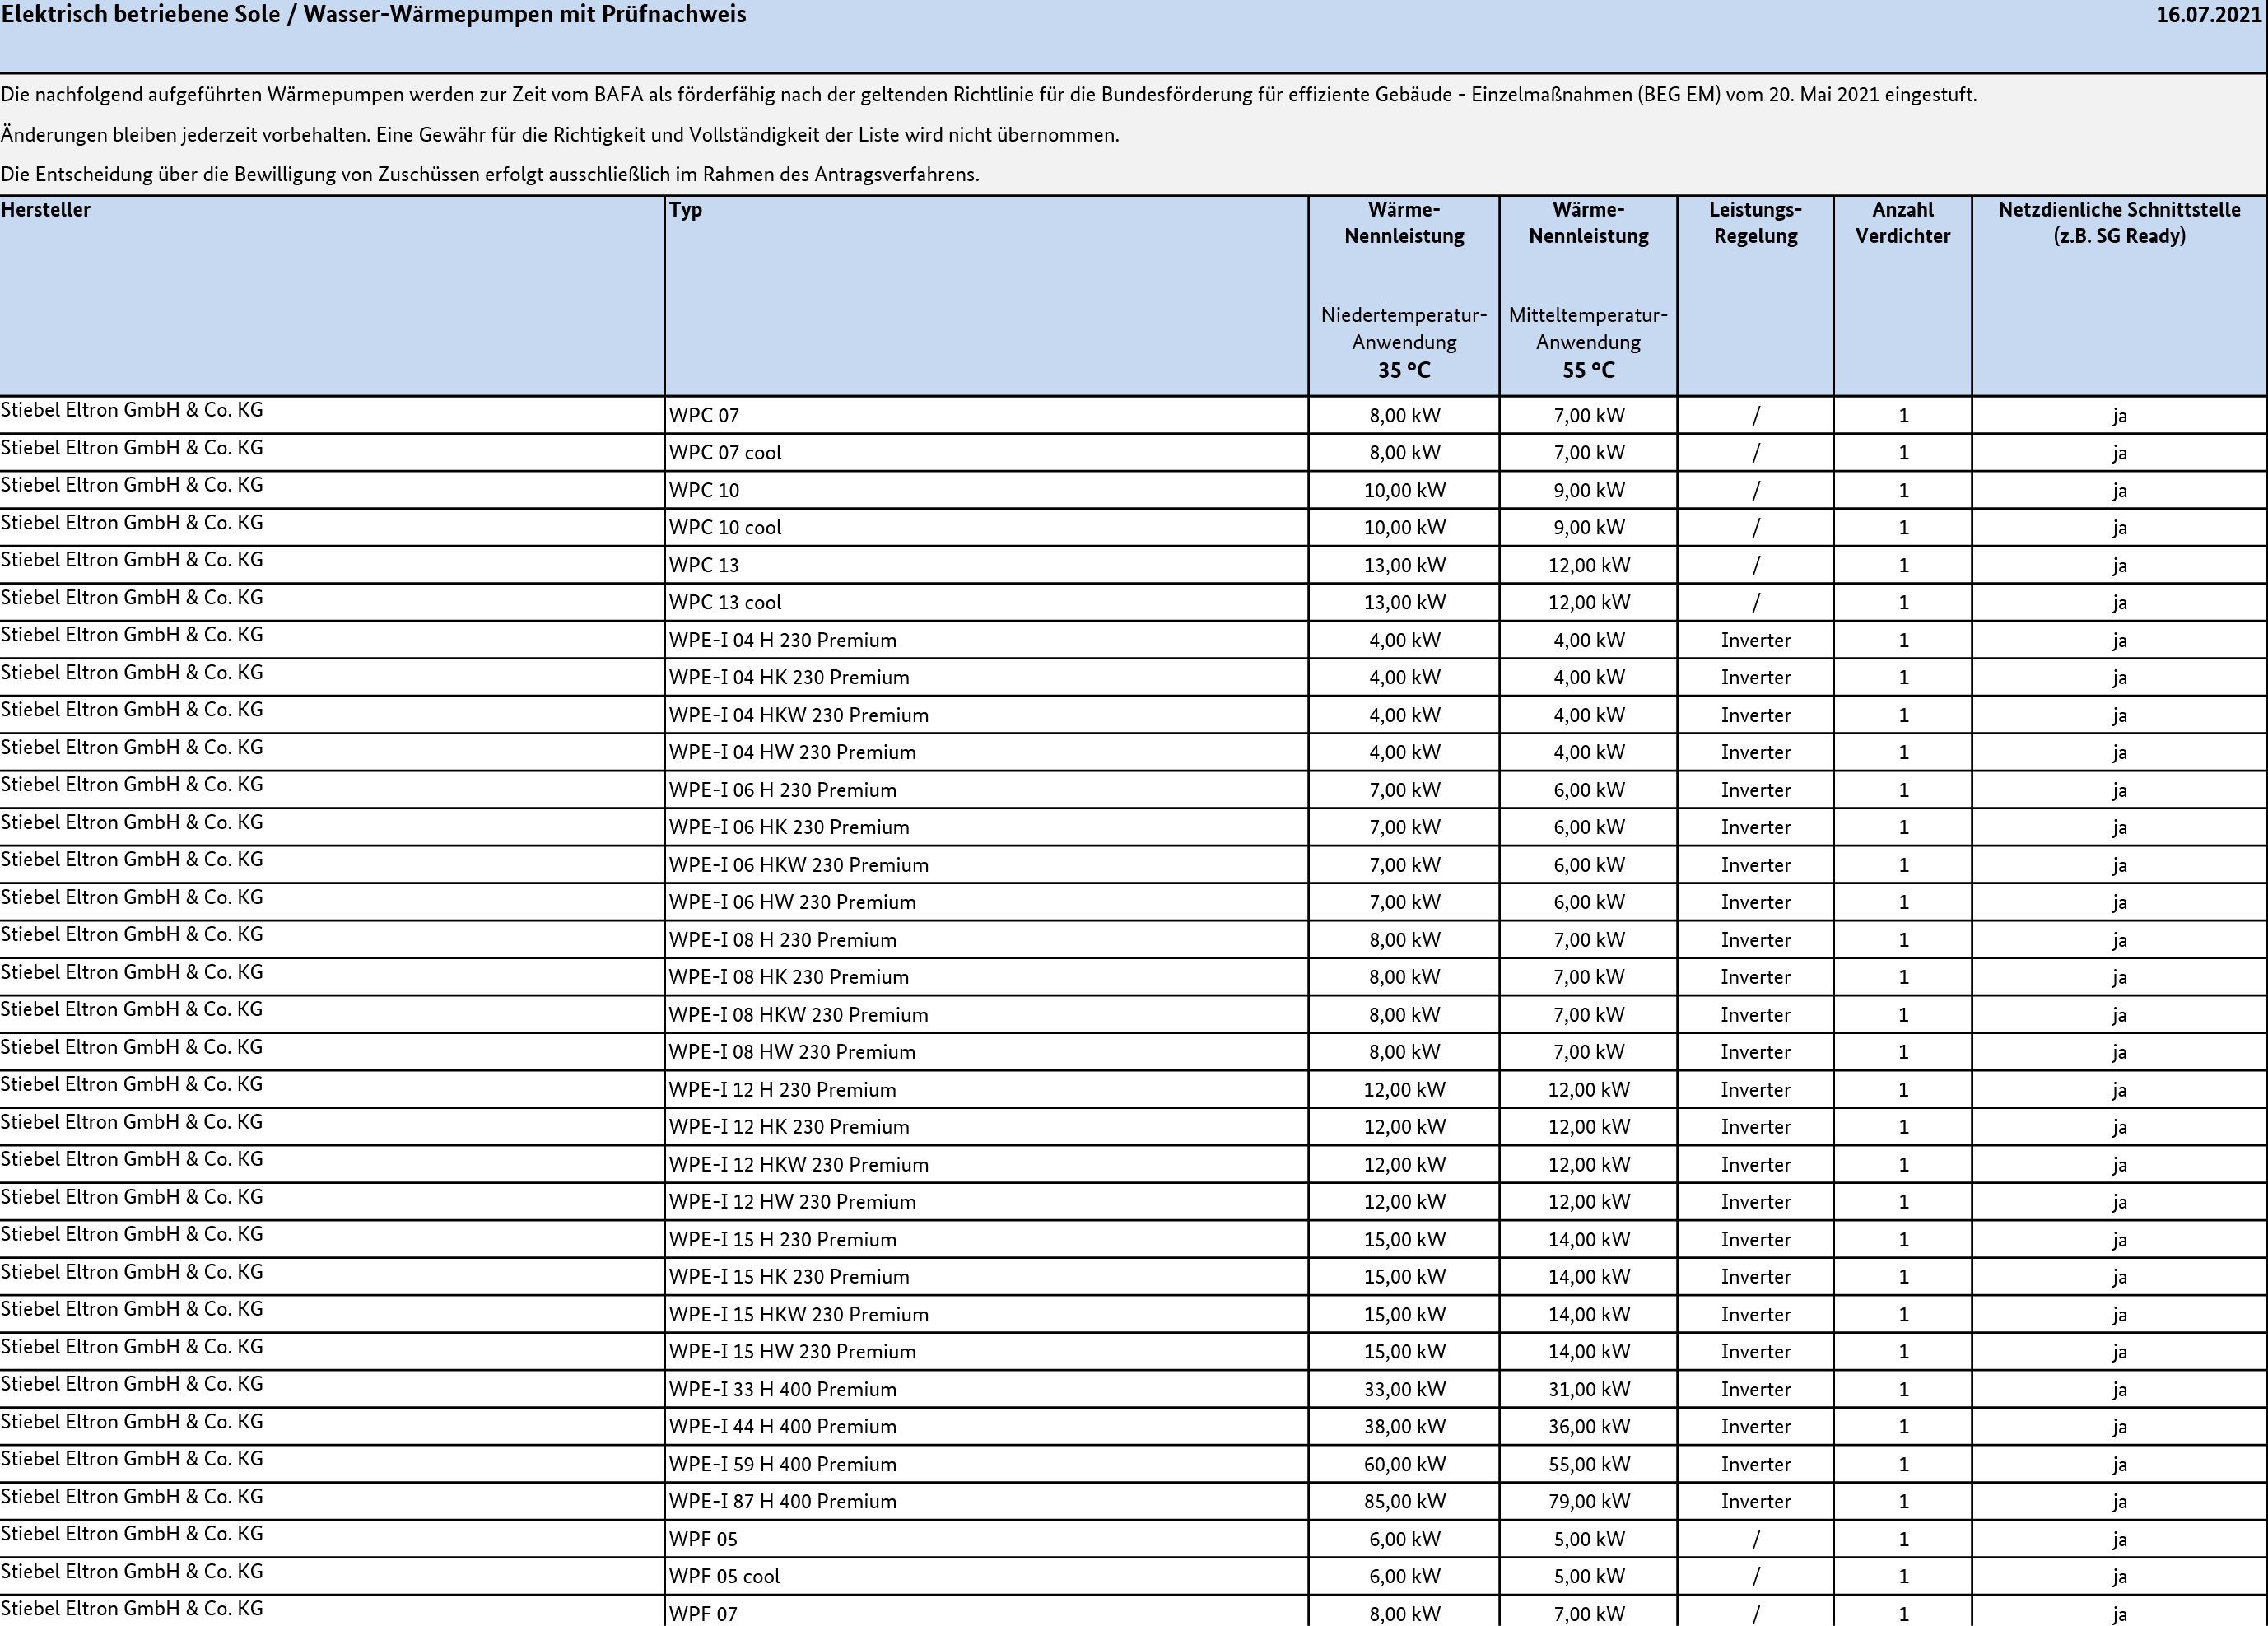 Elektrisch betriebene Sole / Wasser-Wärmepumpen mit Prüfnachweis 16.07.2021
Die nachfolgend aufgeführten Wärmepumpen werden zur Zeit vom BAFA als förderfähig nach der geltenden Richtlinie für die Bundesförderung für effiziente Gebäude - Einzelmaßnahmen (BEG EM) vom 20. Mai 2021 eingestuft.
Änderungen bleiben jederzeit vorbehalten. Eine Gewähr für die Richtigkeit und Vollständigkeit der Liste wird nicht übernommen.
Die Entscheidung über die Bewilligung von Zuschüssen erfolgt ausschließlich im Rahmen des Antragsverfahrens.
Hersteller Typ Wärme- Wärme- Leistungs- Anzahl Netzdienliche Schnittstelle
Nennleistung Nennleistung Regelung Verdichter (z.B. SG Ready)
Niedertemperatur- Mitteltemperatur-
Anwendung Anwendung
35 °C 55 °C
Stiebel Eltron GmbH & Co. KG WPC 07 8,00 kW 7,00 kW / 1 ja
Stiebel Eltron GmbH & Co. KG WPC 07 cool 8,00 kW 7,00 kW / 1 ja
Stiebel Eltron GmbH & Co. KG WPC 10 10,00 kW 9,00 kW / 1 ja
Stiebel Eltron GmbH & Co. KG WPC 10 cool 10,00 kW 9,00 kW / 1 ja
Stiebel Eltron GmbH & Co. KG WPC 13 13,00 kW 12,00 kW / 1 ja
Stiebel Eltron GmbH & Co. KG WPC 13 cool 13,00 kW 12,00 kW / 1 ja
Stiebel Eltron GmbH & Co. KG WPE-I 04 H 230 Premium 4,00 kW 4,00 kW Inverter 1 ja
Stiebel Eltron GmbH & Co. KG WPE-I 04 HK 230 Premium 4,00 kW 4,00 kW Inverter 1 ja
Stiebel Eltron GmbH & Co. KG WPE-I 04 HKW 230 Premium 4,00 kW 4,00 kW Inverter 1 ja
Stiebel Eltron GmbH & Co. KG WPE-I 04 HW 230 Premium 4,00 kW 4,00 kW Inverter 1 ja
Stiebel Eltron GmbH & Co. KG WPE-I 06 H 230 Premium 7,00 kW 6,00 kW Inverter 1 ja
Stiebel Eltron GmbH & Co. KG WPE-I 06 HK 230 Premium 7,00 kW 6,00 kW Inverter 1 ja
Stiebel Eltron GmbH & Co. KG WPE-I 06 HKW 230 Premium 7,00 kW 6,00 kW Inverter 1 ja
Stiebel Eltron GmbH & Co. KG WPE-I 06 HW 230 Premium 7,00 kW 6,00 kW Inverter 1 ja
Stiebel Eltron GmbH & Co. KG WPE-I 08 H 230 Premium 8,00 kW 7,00 kW Inverter 1 ja
Stiebel Eltron GmbH & Co. KG WPE-I 08 HK 230 Premium 8,00 kW 7,00 kW Inverter 1 ja
Stiebel Eltron GmbH & Co. KG WPE-I 08 HKW 230 Premium 8,00 kW 7,00 kW Inverter 1 ja
Stiebel Eltron GmbH & Co. KG WPE-I 08 HW 230 Premium 8,00 kW 7,00 kW Inverter 1 ja
Stiebel Eltron GmbH & Co. KG WPE-I 12 H 230 Premium 12,00 kW 12,00 kW Inverter 1 ja
Stiebel Eltron GmbH & Co. KG WPE-I 12 HK 230 Premium 12,00 kW 12,00 kW Inverter 1 ja
Stiebel Eltron GmbH & Co. KG WPE-I 12 HKW 230 Premium 12,00 kW 12,00 kW Inverter 1 ja
Stiebel Eltron GmbH & Co. KG WPE-I 12 HW 230 Premium 12,00 kW 12,00 kW Inverter 1 ja
Stiebel Eltron GmbH & Co. KG WPE-I 15 H 230 Premium 15,00 kW 14,00 kW Inverter 1 ja
Stiebel Eltron GmbH & Co. KG WPE-I 15 HK 230 Premium 15,00 kW 14,00 kW Inverter 1 ja
Stiebel Eltron GmbH & Co. KG WPE-I 15 HKW 230 Premium 15,00 kW 14,00 kW Inverter 1 ja
Stiebel Eltron GmbH & Co. KG WPE-I 15 HW 230 Premium 15,00 kW 14,00 kW Inverter 1 ja
Stiebel Eltron GmbH & Co. KG WPE-I 33 H 400 Premium 33,00 kW 31,00 kW Inverter 1 ja
Stiebel Eltron GmbH & Co. KG WPE-I 44 H 400 Premium 38,00 kW 36,00 kW Inverter 1 ja
Stiebel Eltron GmbH & Co. KG WPE-I 59 H 400 Premium 60,00 kW 55,00 kW Inverter 1 ja
Stiebel Eltron GmbH & Co. KG WPE-I 87 H 400 Premium 85,00 kW 79,00 kW Inverter 1 ja
Stiebel Eltron GmbH & Co. KG WPF 05 6,00 kW 5,00 kW / 1 ja
Stiebel Eltron GmbH & Co. KG WPF 05 cool 6,00 kW 5,00 kW / 1 ja
Stiebel Eltron GmbH & Co. KG WPF 07 8,00 kW 7,00 kW / 1 ja